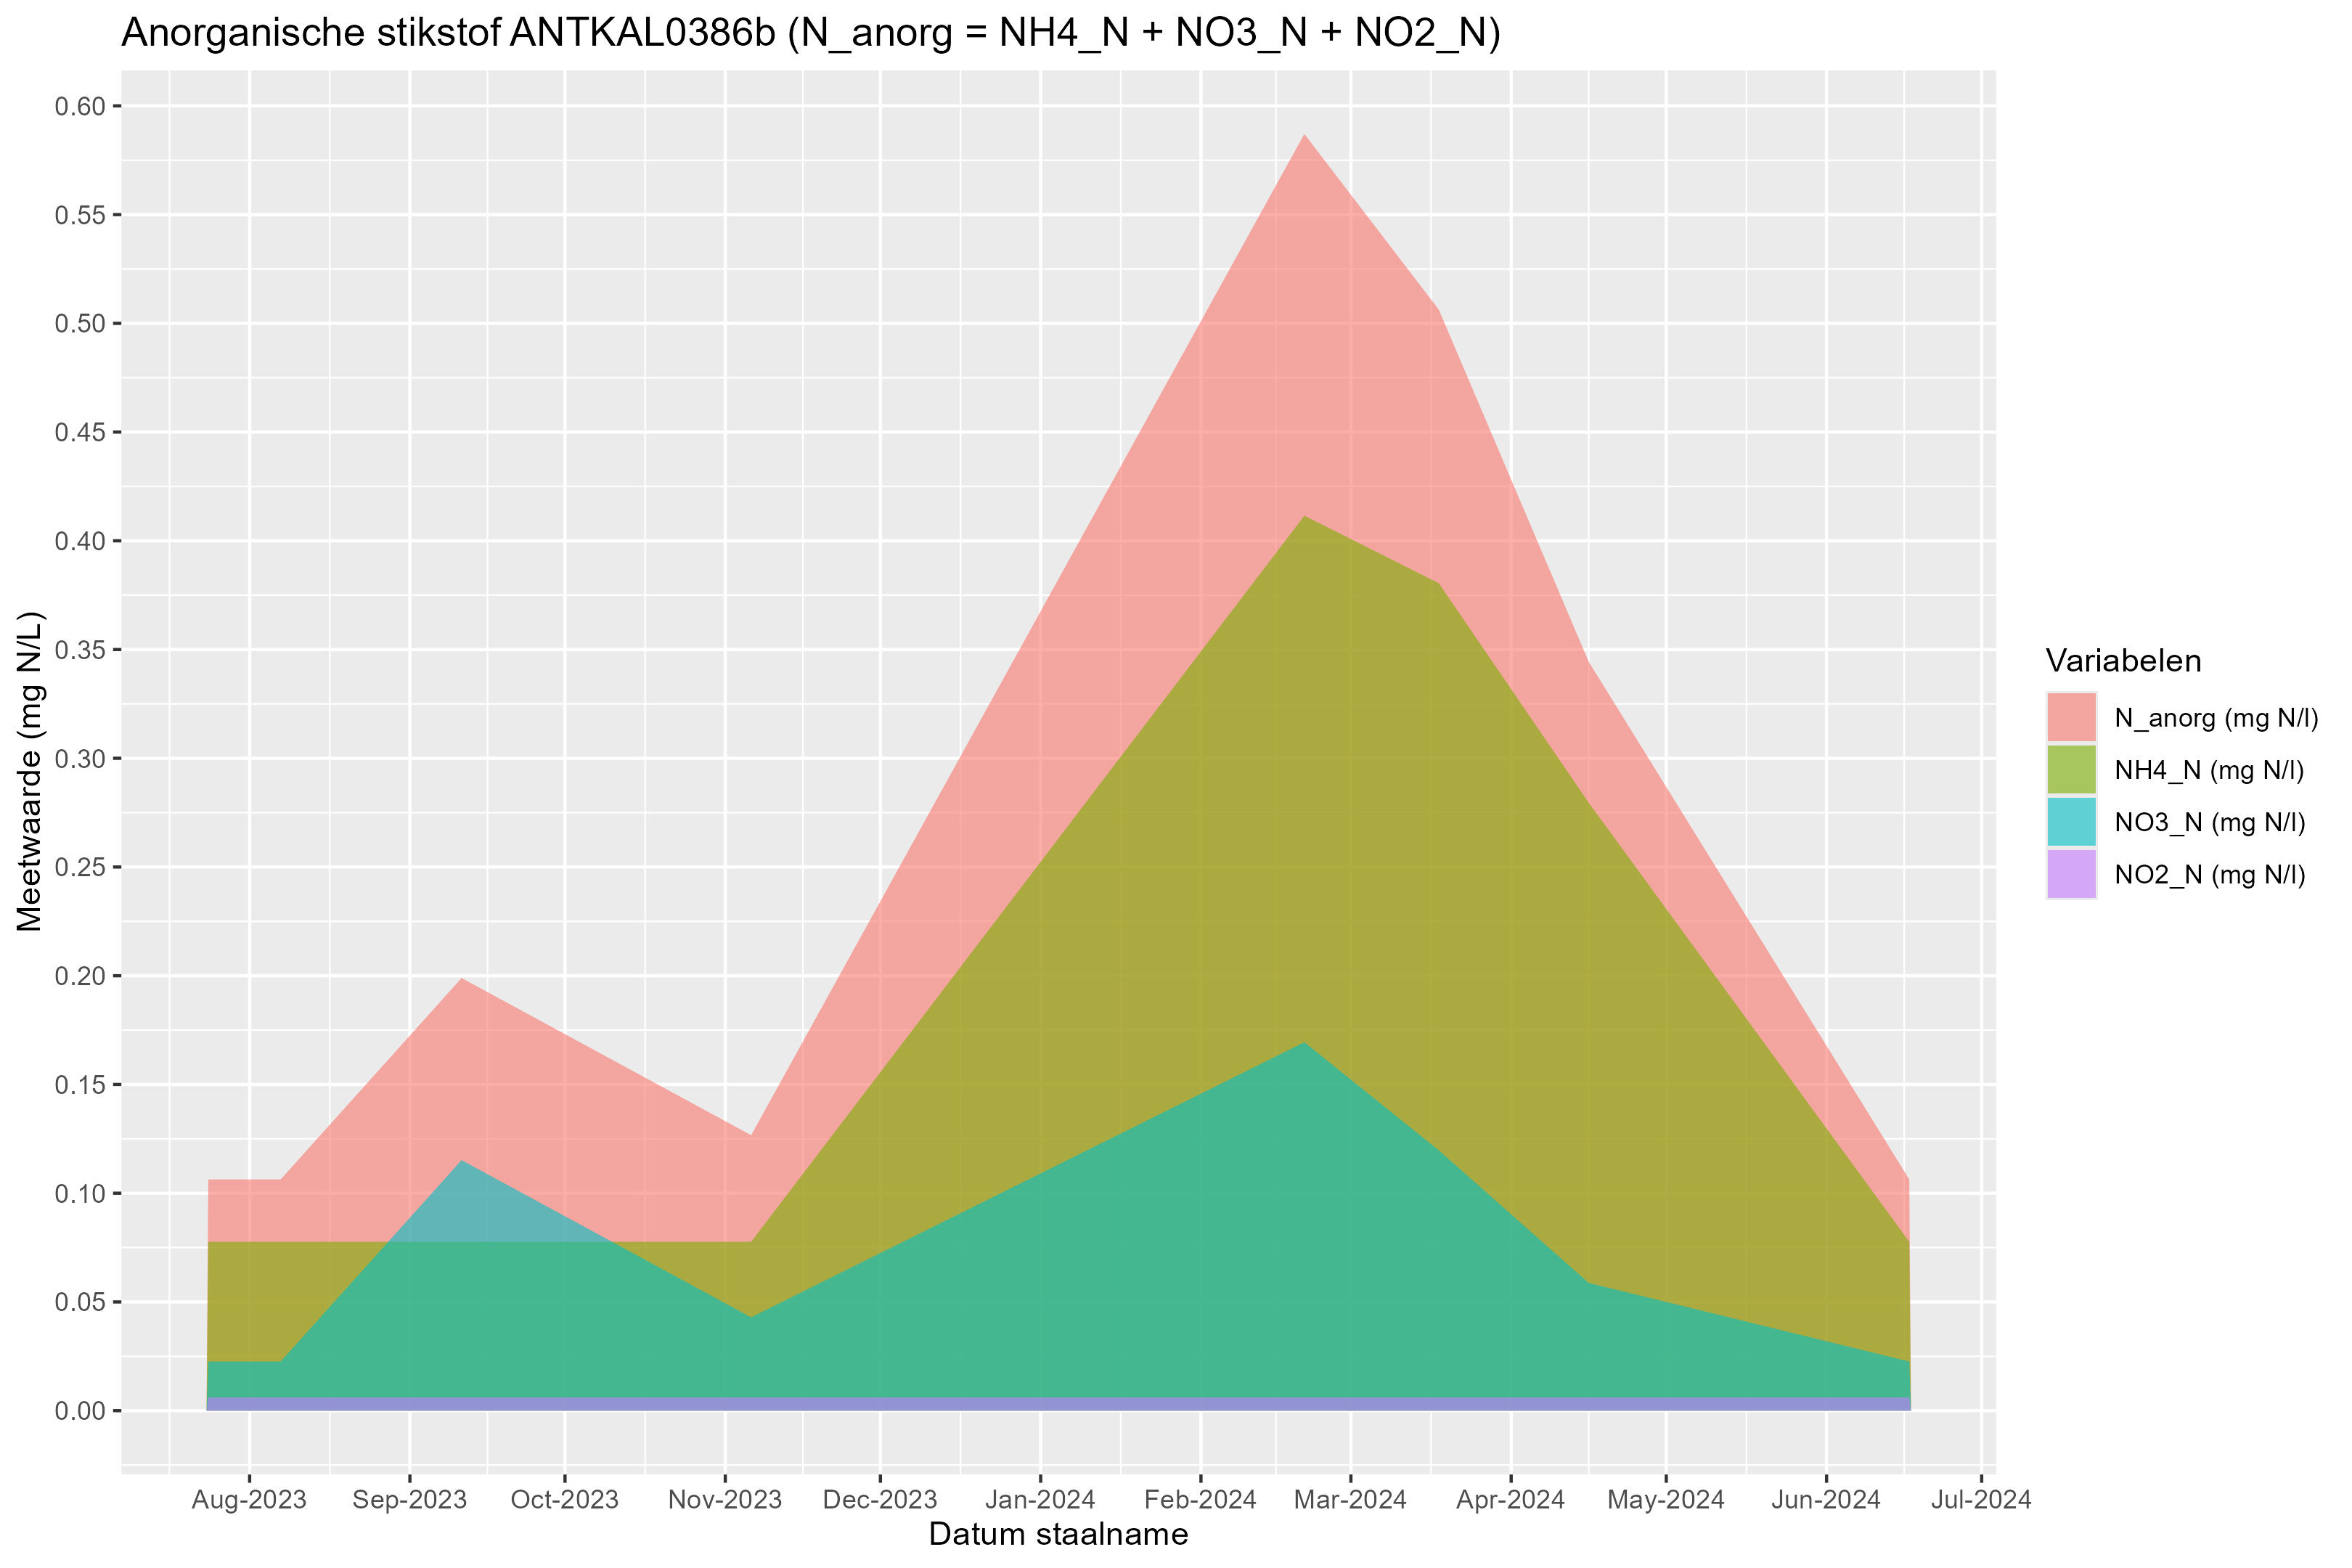 Anorganische stikstof ANTKAL0386b (N_anorg = NH4_N + NO3_N + NO2_N)
0.60
0.55
0.50
0.45
0.40
0.35
0.30
0.25
0.20
0.15
0.10
0.05
0.00
Meetwaarde (mg N/L)
Aug-2023 Sep-2023 Oct-2023 Nov-2023 Dec-2023 Jan-2024 Feb-2024 Mar-2024 Apr-2024 May-2024 Jun-2024 Jul-2024
Datum staalname
Variabelen
N_anorg (mg N/l)
NH4_N (mg N/l)
NO3_N (mg N/l)
NO2_N (mg N/l)